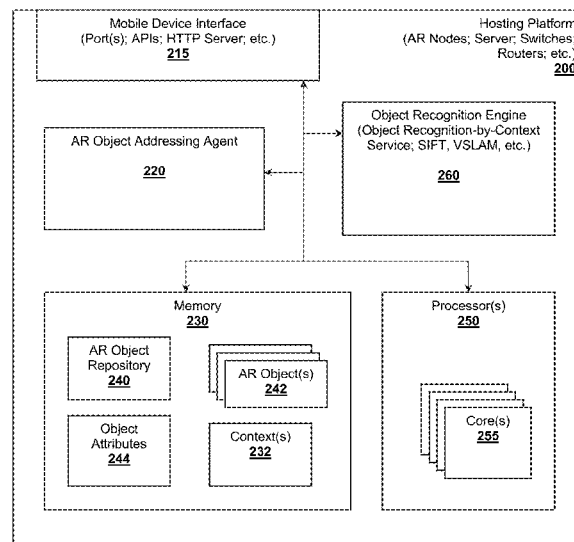 Mobile Device Interface
(Port(s); APIs; HTTP Server; etc.)
215
Hosting Platform
(AR Nodes; Server; Switches;
Routers; etc.)
200
AR Object Addressing Agent
220
Object Recognition Engine
(Object Recognition-by-Context
Service; SIFT, VSLAM, etc.)
260
Memory
230
AR Object
Repository
240
AR Object(s)
242
Object
Attributes
244
Context(s)
232
Processor(s)
250
Core(s)
255